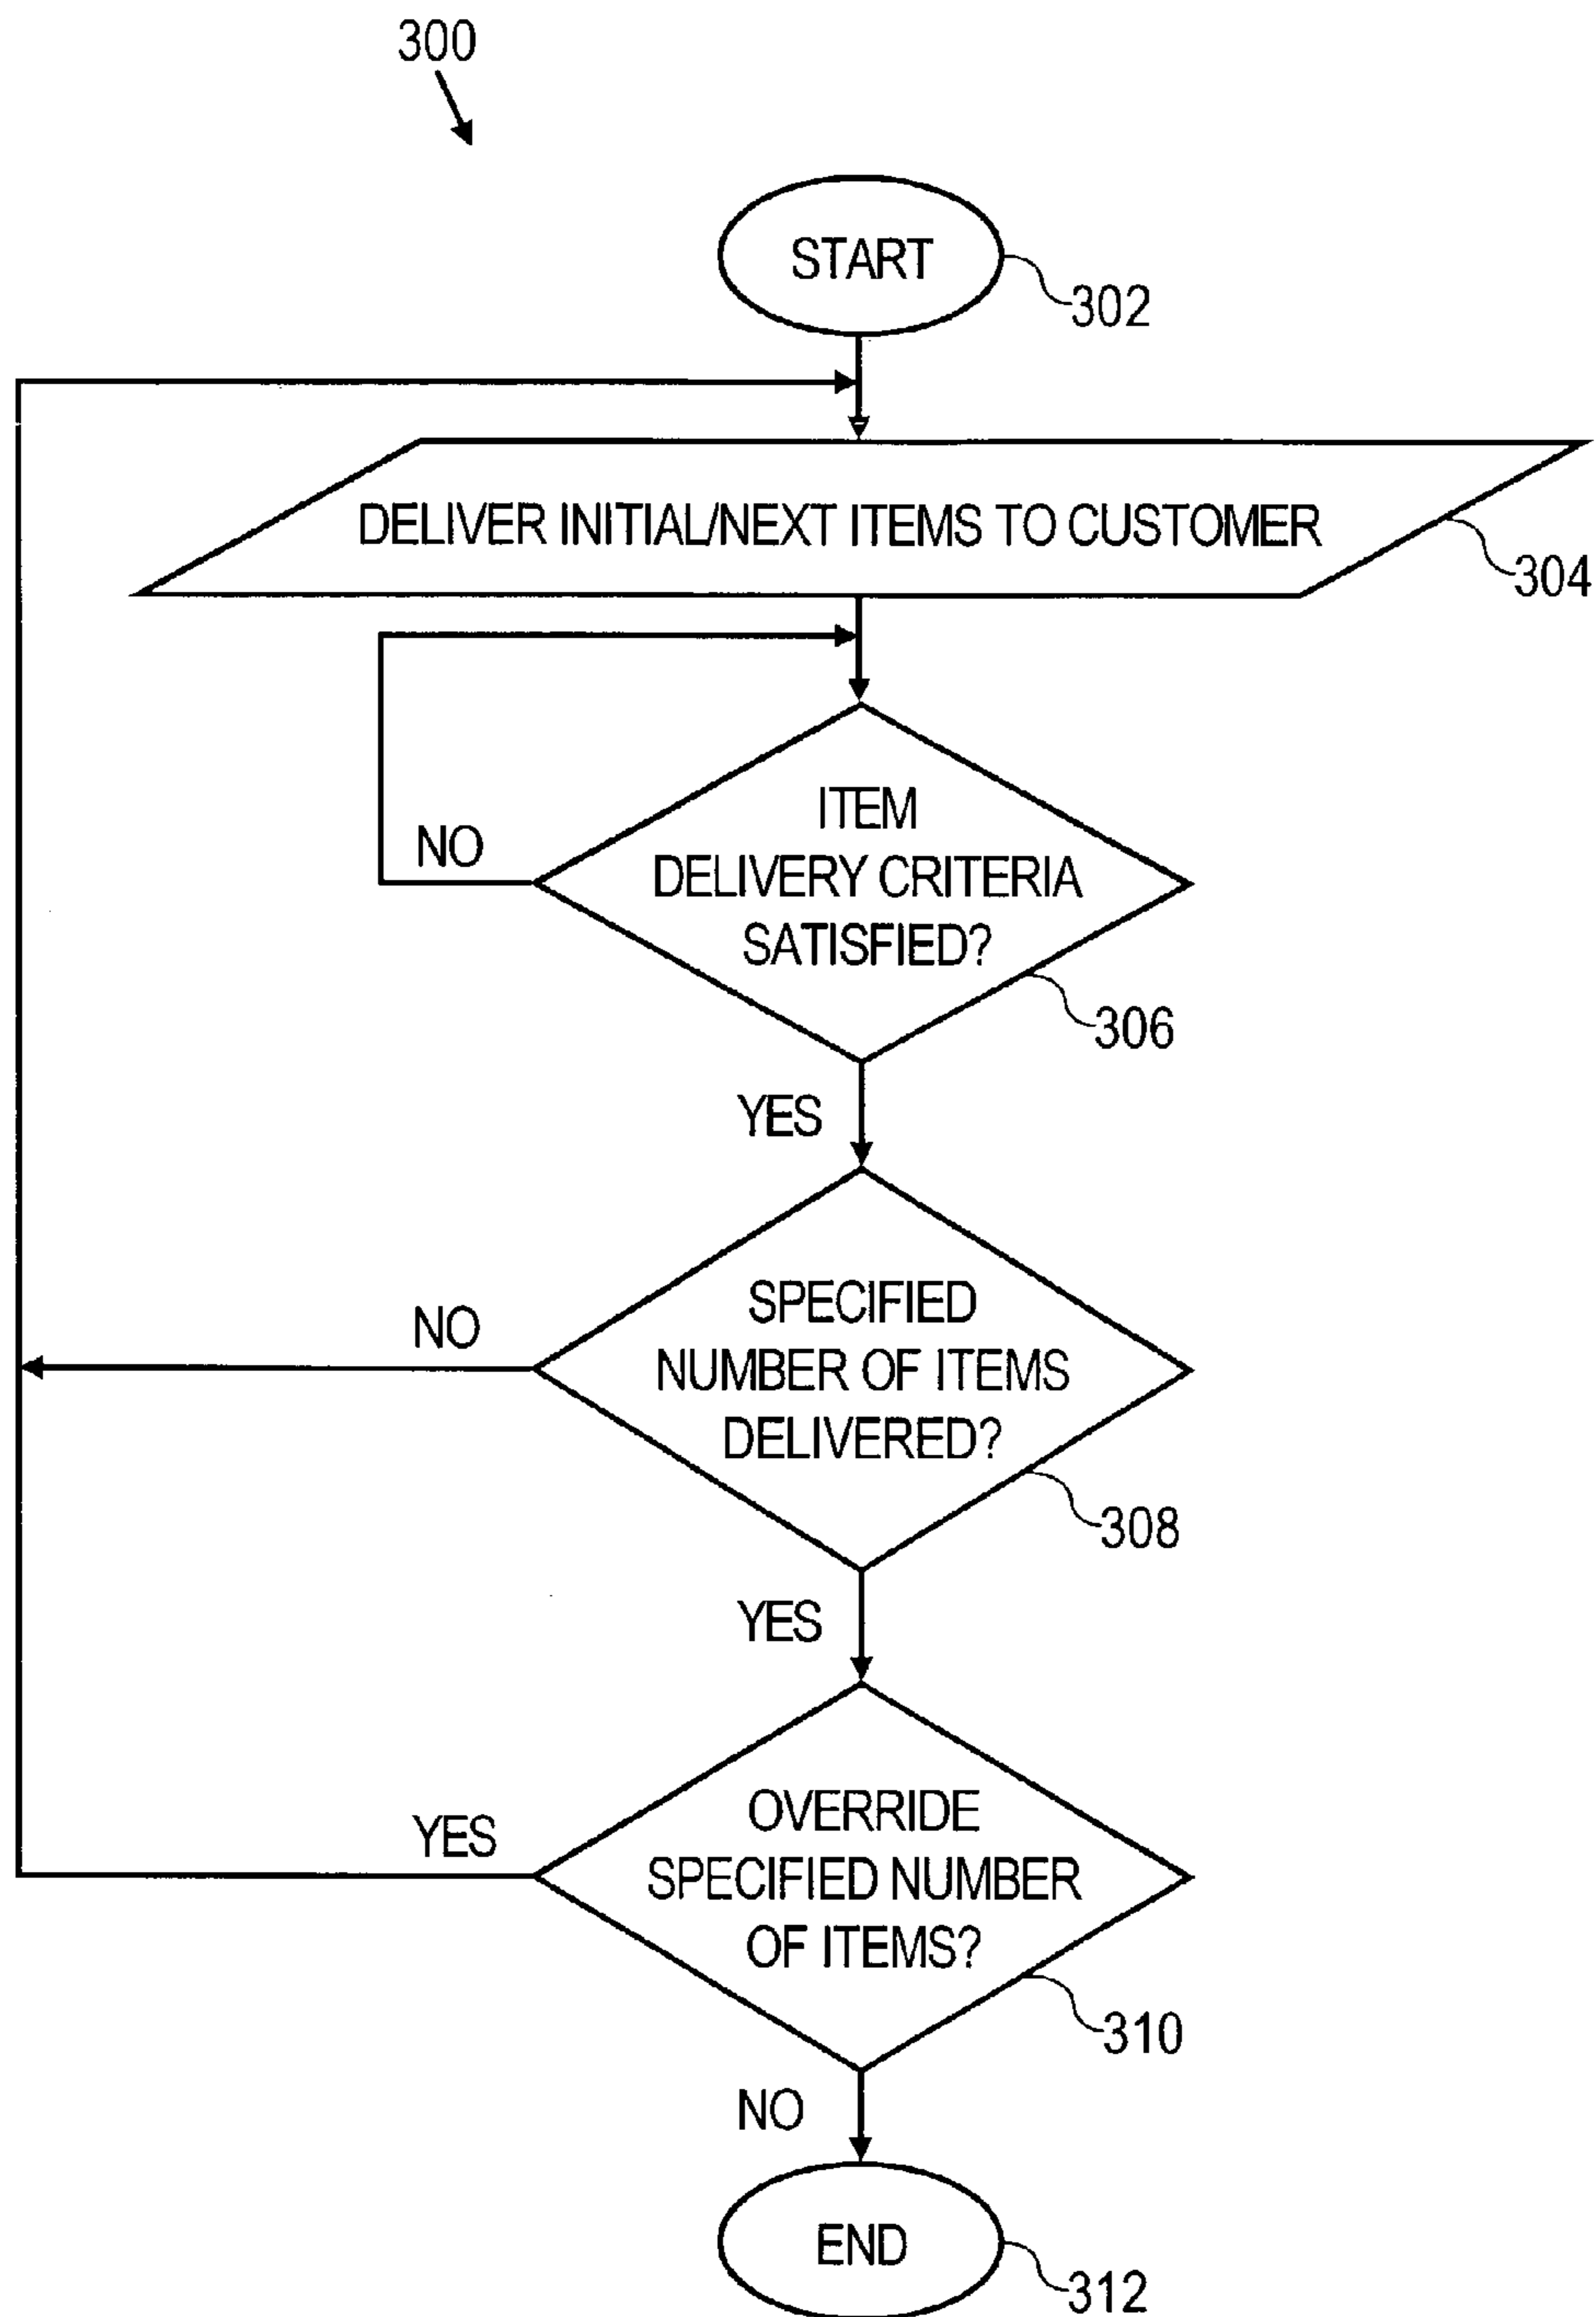 300
START
302
DELIVER INITIAL/NEXT ITEMS TO CUSTOMER
304
NO
ITEM
DELIVERY CRITERIA
SATISFIED?
306
YES
NO
SPECIFIED
NUMBER OF ITEMS
DELIVERED?
308
YES
YES
OVERRIDE
SPECIFIED NUMBER
OF ITEMS?
310
NO
END
312